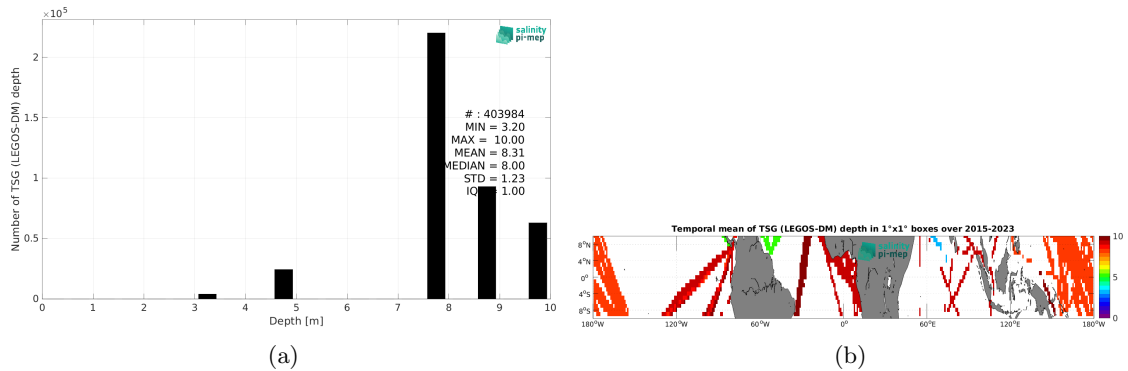 ×10⁵
salinity
pi-mep
2
1.5
1
0.5
0
Number of TSG (LEGOS-DM) depth
# : 403984
MIN = 3.20
MAX = 10.00
MEAN = 8.31
MEDIAN = 8.00
STD = 1.23
IQ = 1.00
0 1 2 3 4 5 6 7 8 9 10
Depth [m]
(a)
Temporal mean of TSG (LEGOS-DM) depth in 1°x1° boxes over 2015-2023
salinity
pi-mep
8°N
4°N
0°
4°S
8°S
180°W 120°W 60°W 0° 60°E 120°E 180°W
10
5
0
(b)